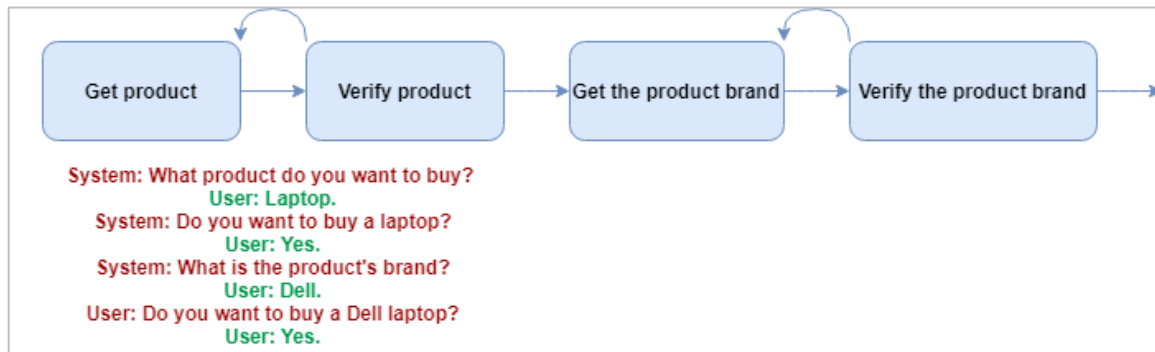 Get product
Verify product
Get the product brand
Verify the product brand
System: What product do you want to buy?
User: Laptop.
System: Do you want to buy a laptop?
User: Yes.
System: What is the product's brand?
User: Dell.
User: Do you want to buy a Dell laptop?
User: Yes.